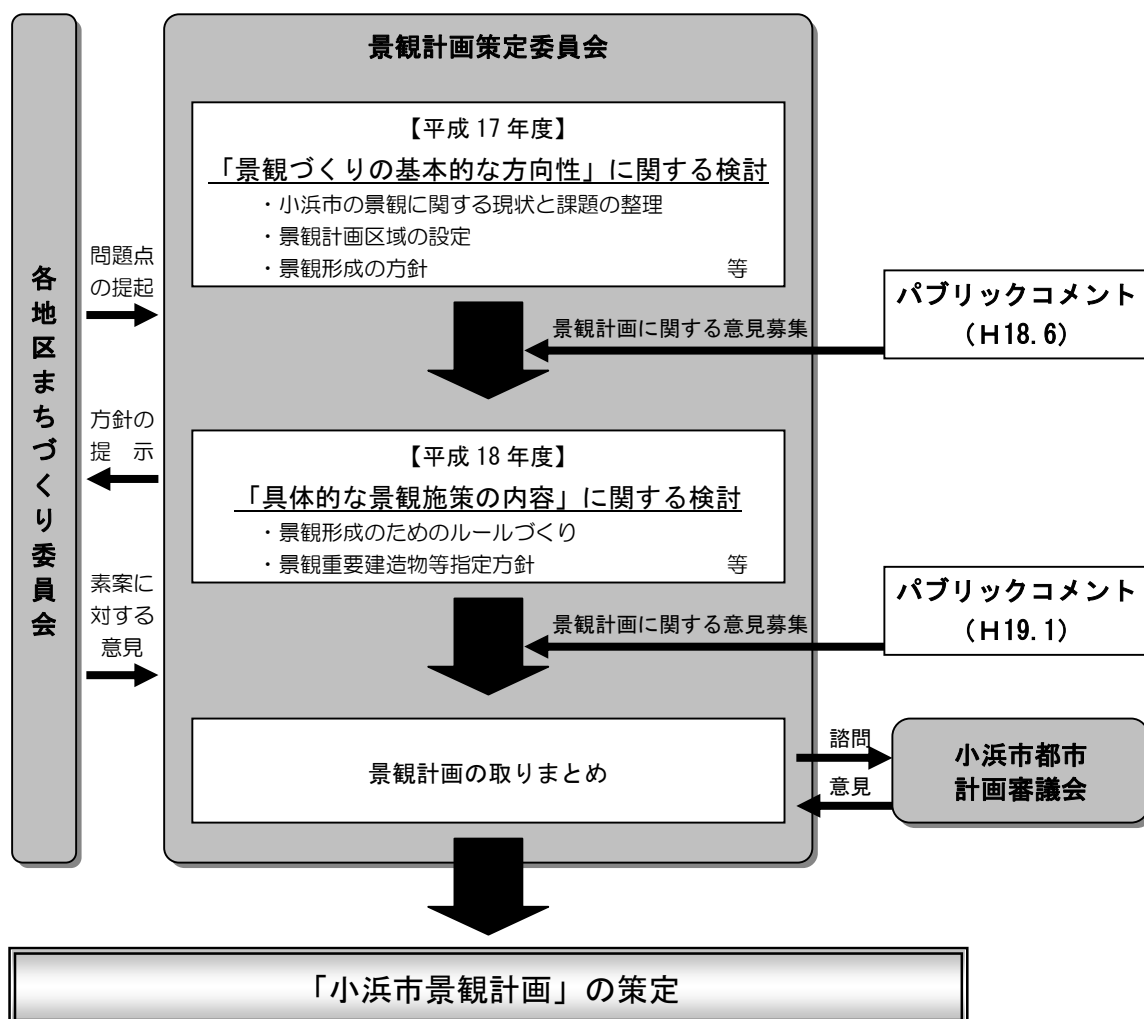 景観計画策定委員会
【平成 17 年度】
「景観づくりの基本的な方向性」に関する検討
・小浜市の景観に関する現状と課題の整理
・景観計画区域の設定
・景観形成の方針 等
各地区まちづくり委員会
問題点
の提起
方針の
提 示
素案に
対する
意見
景観計画に関する意見募集
パブリックコメント
(H18.6)
【平成 18 年度】
「具体的な景観施策の内容」に関する検討
・景観形成のためのルールづくり
・景観重要建造物等指定方針 等
景観計画に関する意見募集
パブリックコメント
(H19.1)
景観計画の取りまとめ
諮問
意見
小浜市都市
計画審議会
「小浜市景観計画」の策定